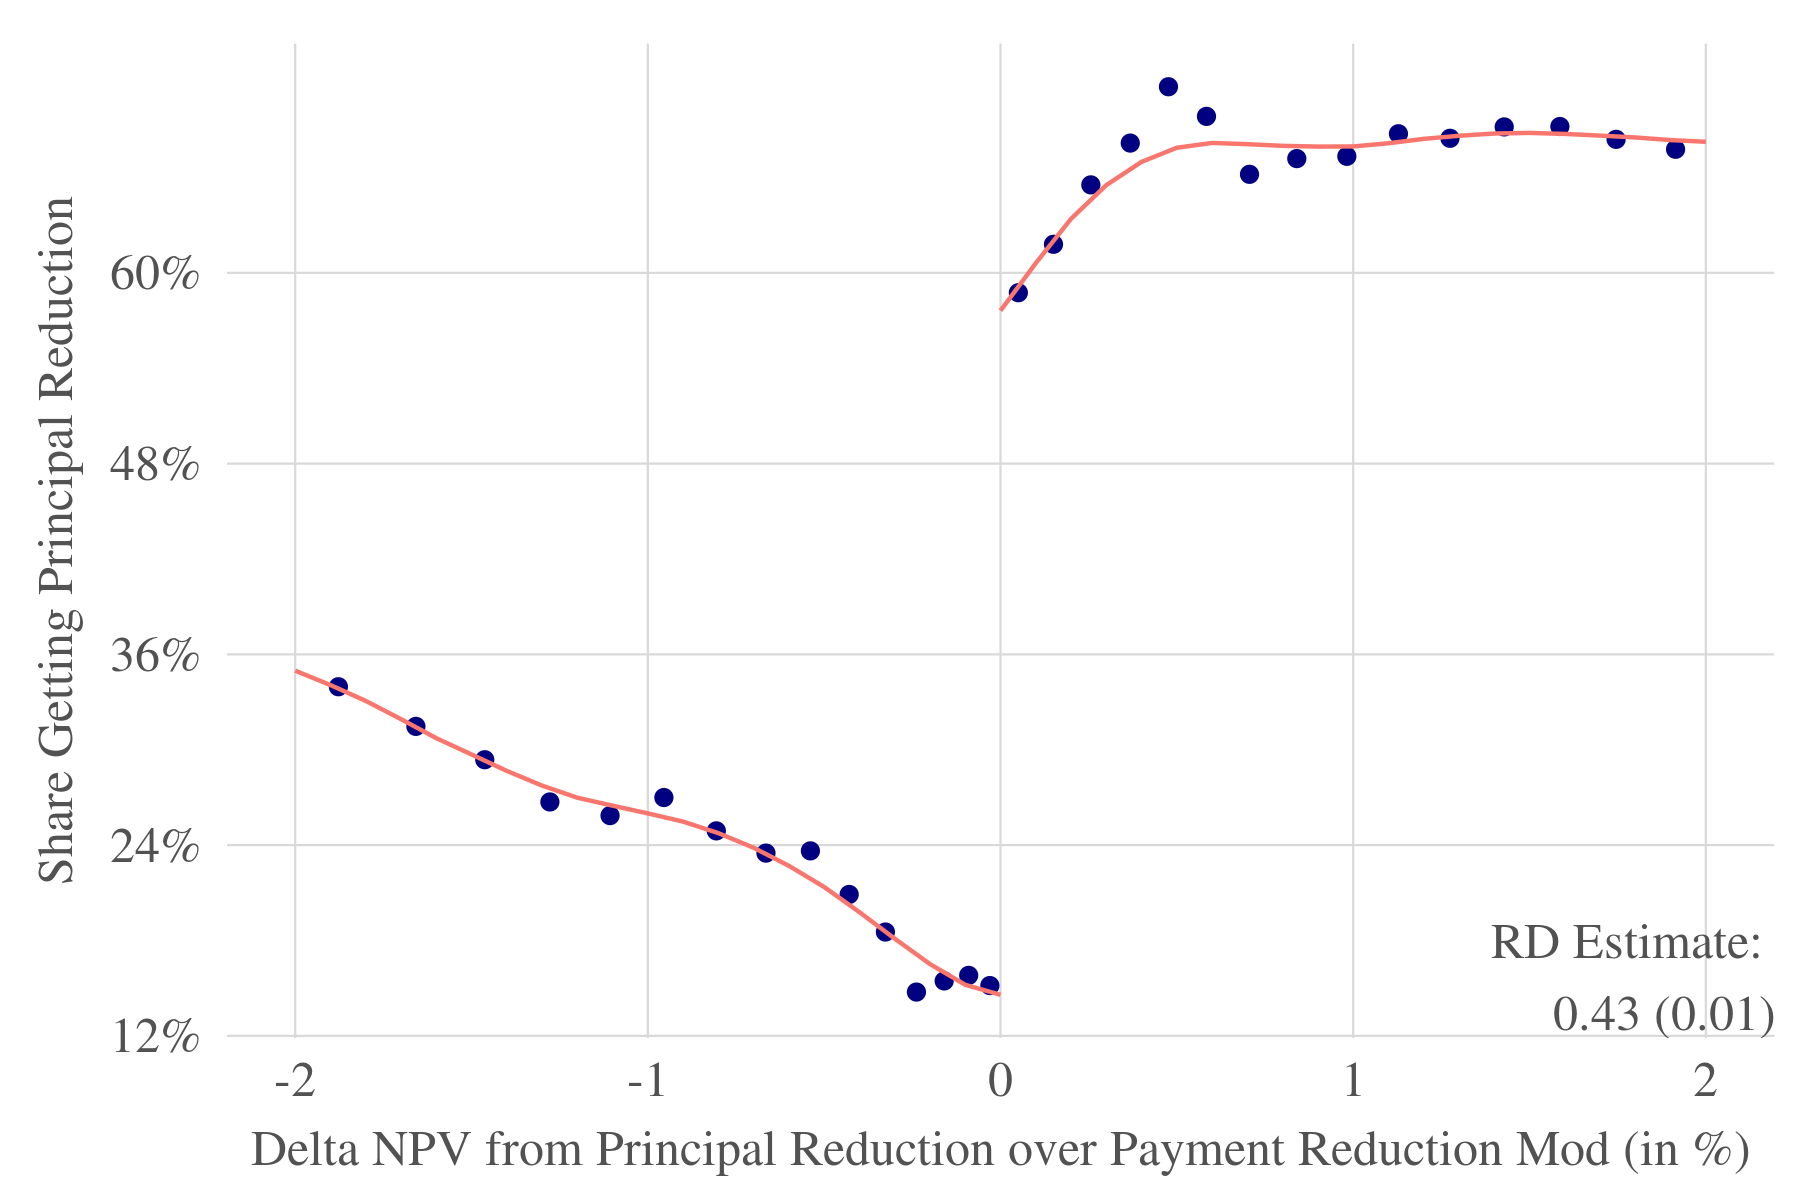 Share Getting Principal Reduction
60%
48%
36%
24%
12%
RD Estimate:
0.43 (0.01)
-2 -1 0 1 2
Delta NPV from Principal Reduction over Payment Reduction Mod (in %)